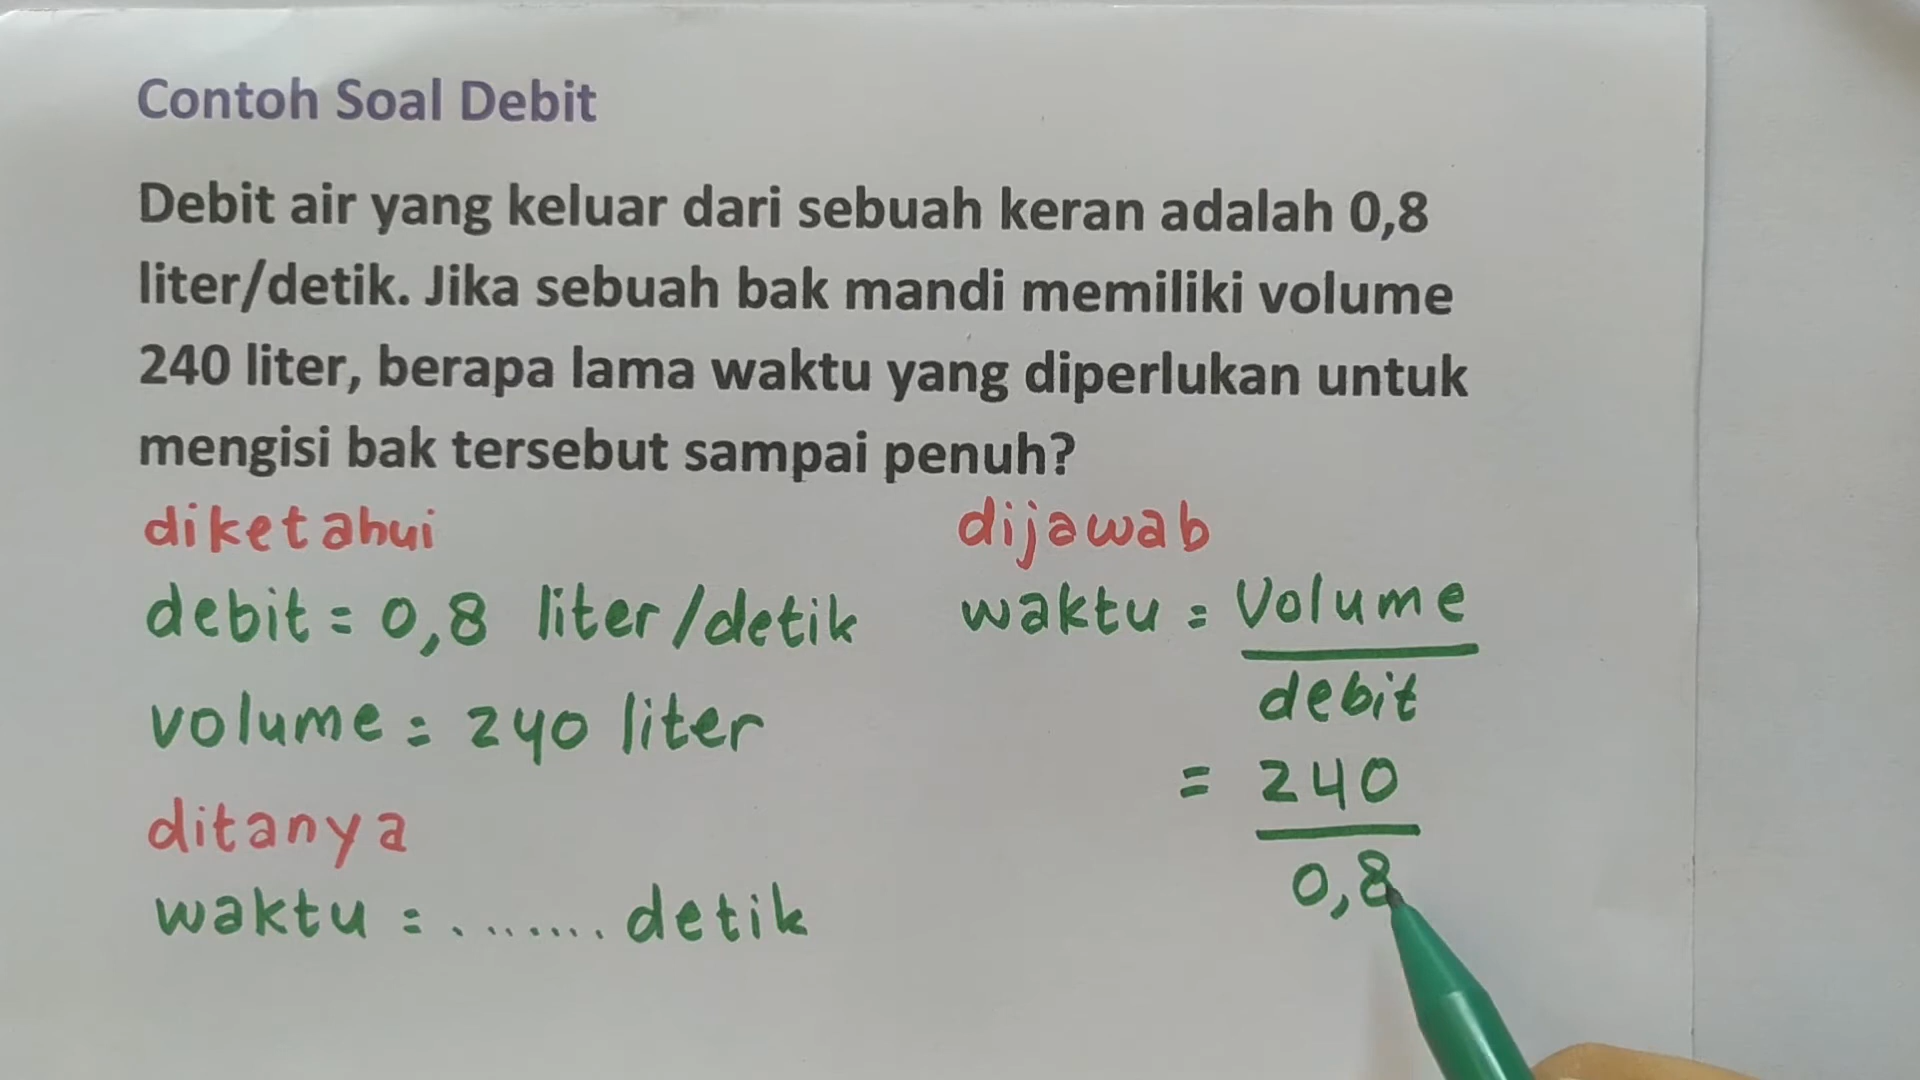 Contoh Soal Debit
Debit air yang keluar dari sebuah keran adalah 0,8
liter/detik. Jika sebuah bak mandi memiliki volume
240 liter, berapa lama waktu yang diperlukan untuk
mengisi bak tersebut sampai penuh?
diketahui
debit = 0,8 liter/detik
volume = 240 liter
ditanya
waktu = ........ detik
dijawab
waktu = Volume
debit
= 240
0,8